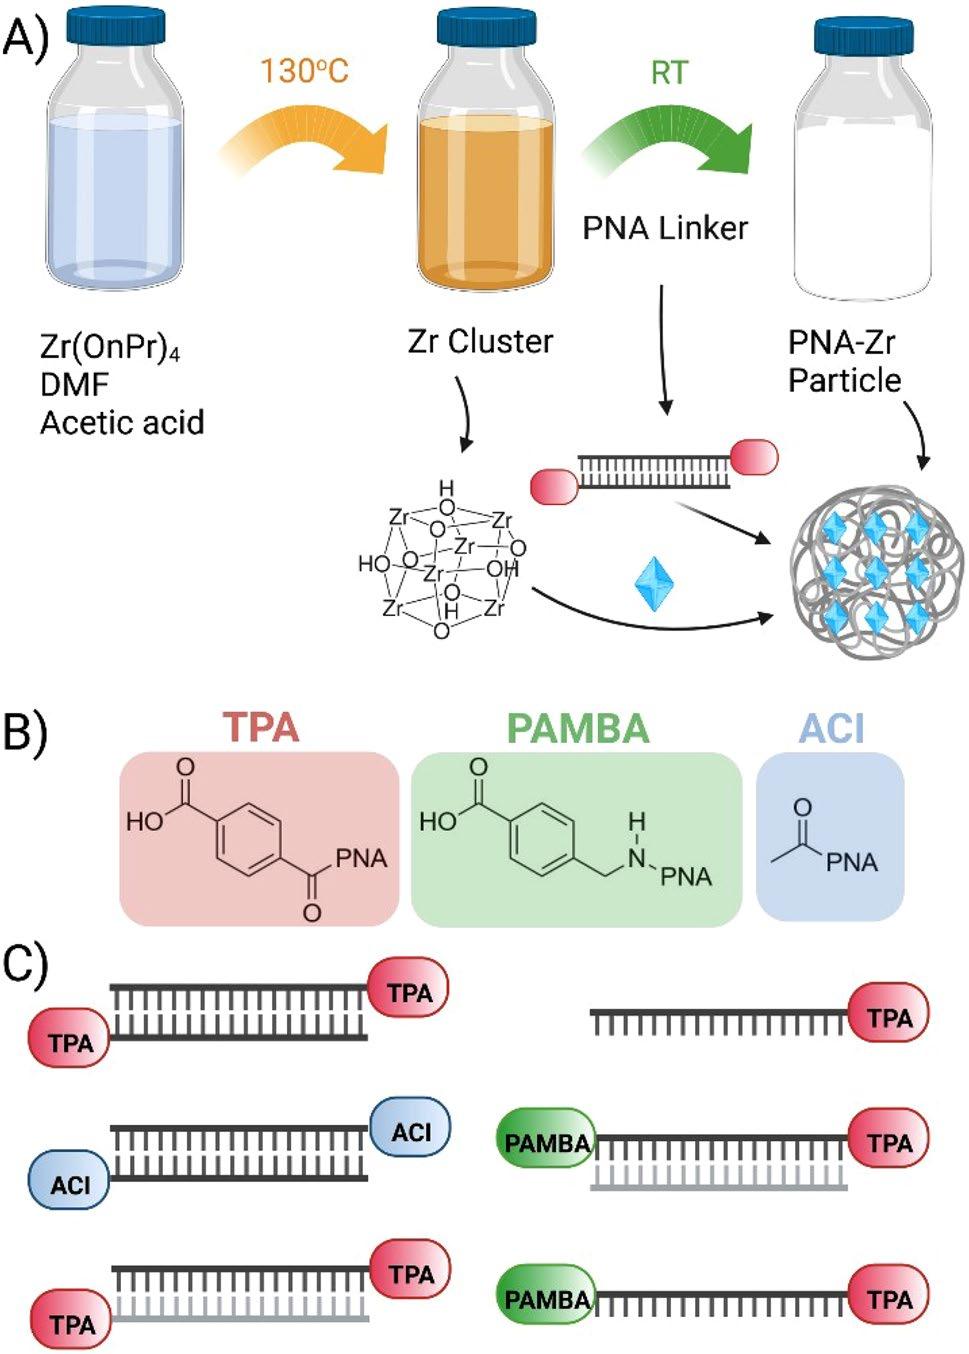 A)
130°C
RT
PNA Linker
Zr(OnPr)₄
DMF
Acetic acid
Zr Cluster
PNA-Zr
Particle
H
O
Zr
Zr
O
Zr
O
O
HO
Zr
OH
O
Zr
H
Zr
O
B)
TPA
PAMBA
ACI
O
HO
PNA
O
O
HO
H
N
PNA
O
PNA
C)
TPA
TPA
TPA
ACI
ACI
PAMBA
TPA
TPA
TPA
PAMBA
TPA